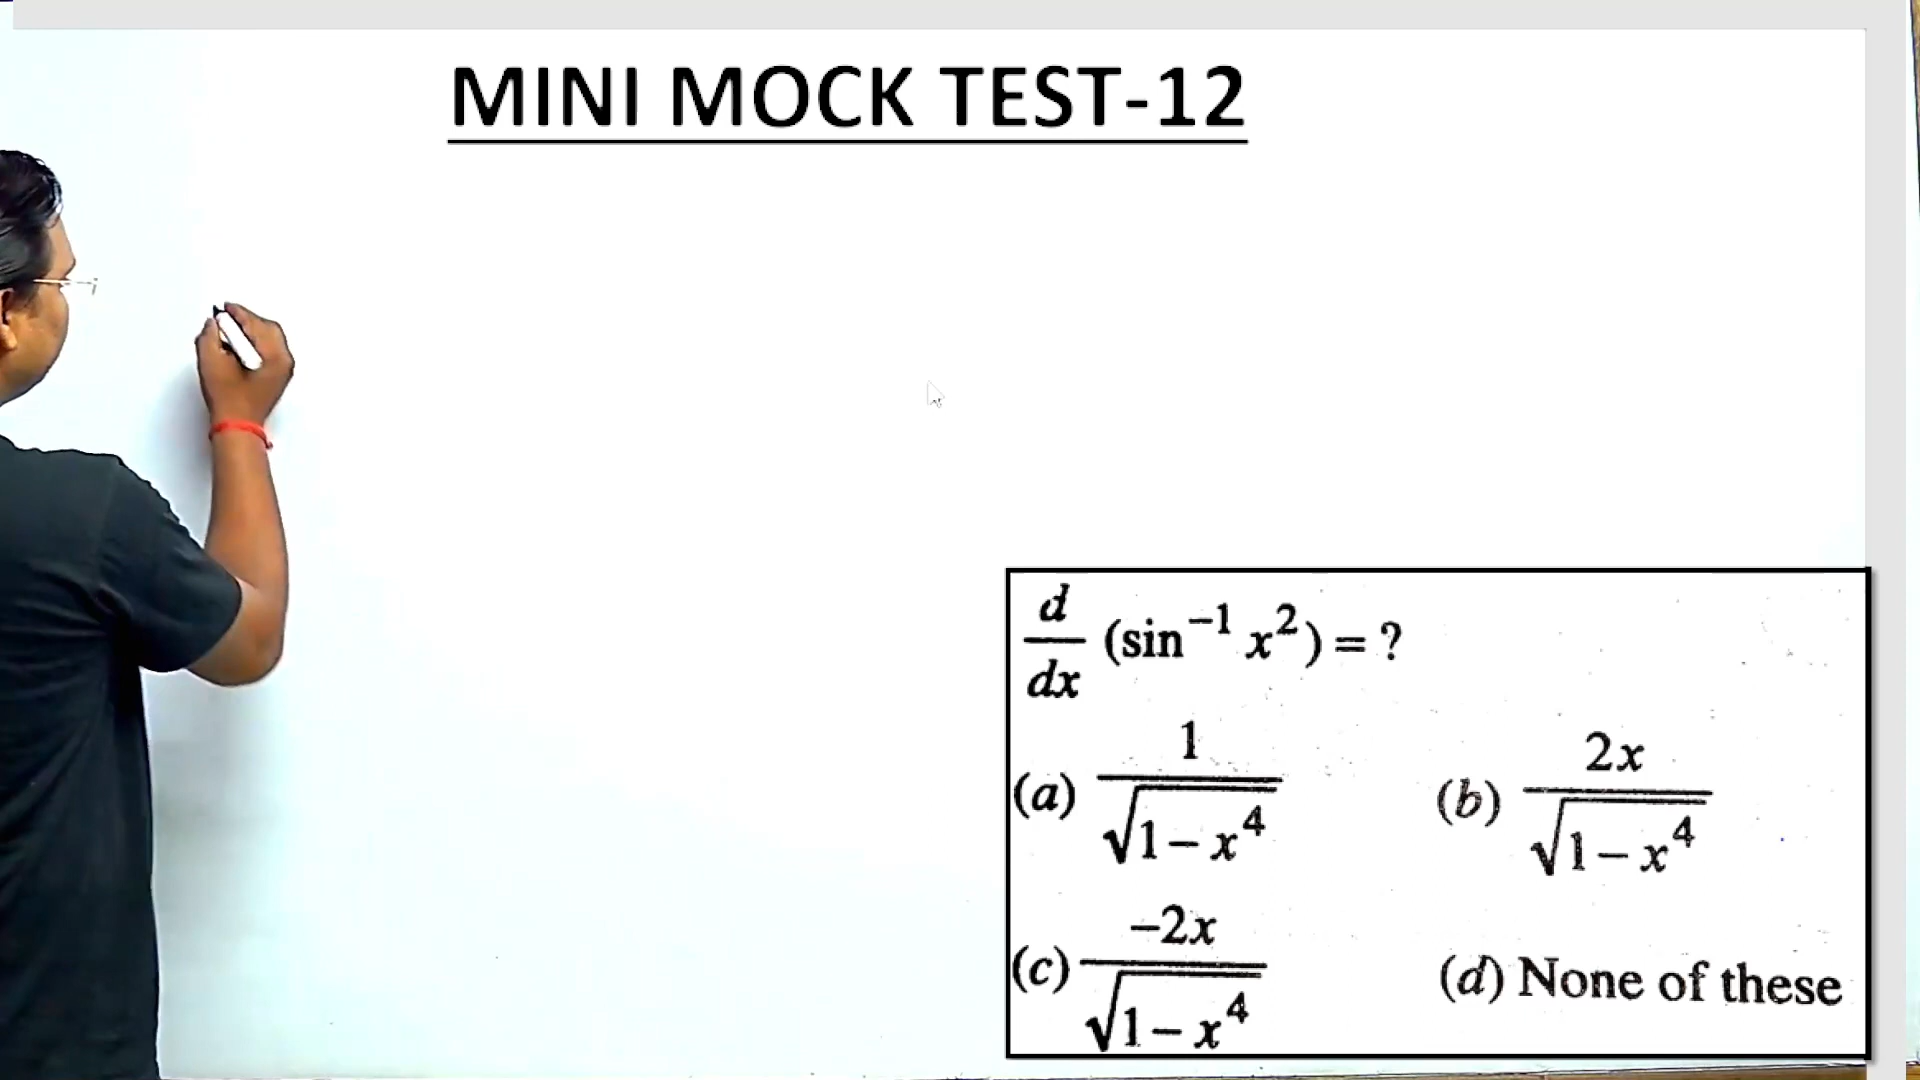 MINI MOCK TEST-12
d/dx (sin⁻¹ x²) = ?
(a) 1/√(1 – x⁴) (b) 2x/√(1 – x⁴)
(c) –2x/√(1 – x⁴) (d) None of these